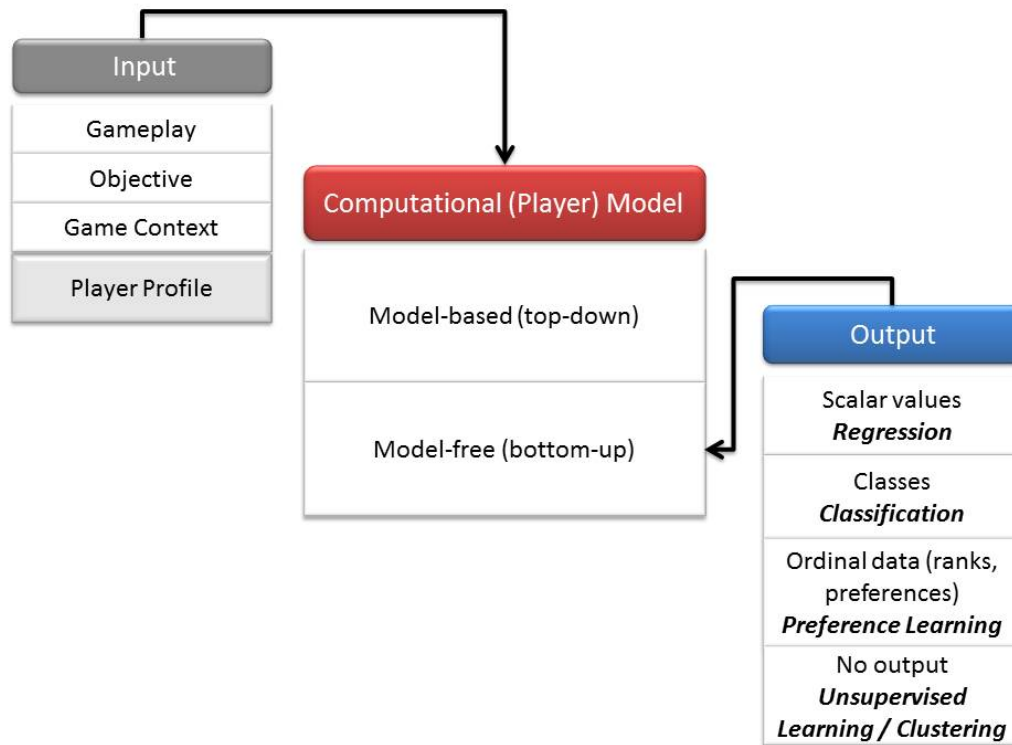 Input
Gameplay
Objective
Game Context
Player Profile
Computational (Player) Model
Model-based (top-down)
Model-free (bottom-up)
Output
Scalar values
Regression
Classes
Classification
Ordinal data (ranks,
preferences)
Preference Learning
No output
Unsupervised
Learning / Clustering